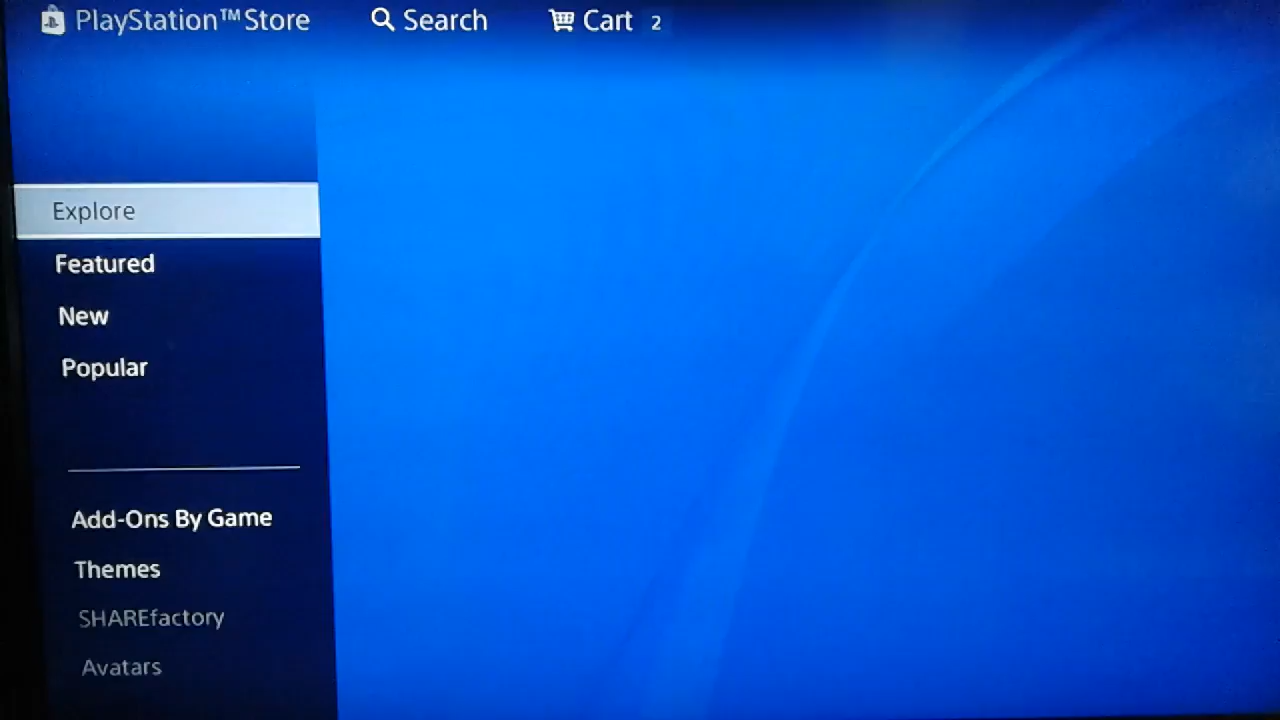 PlayStation™Store Search Cart 2
Explore
Featured
New
Popular
Add-Ons By Game
Themes
SHAREfactory
Avatars